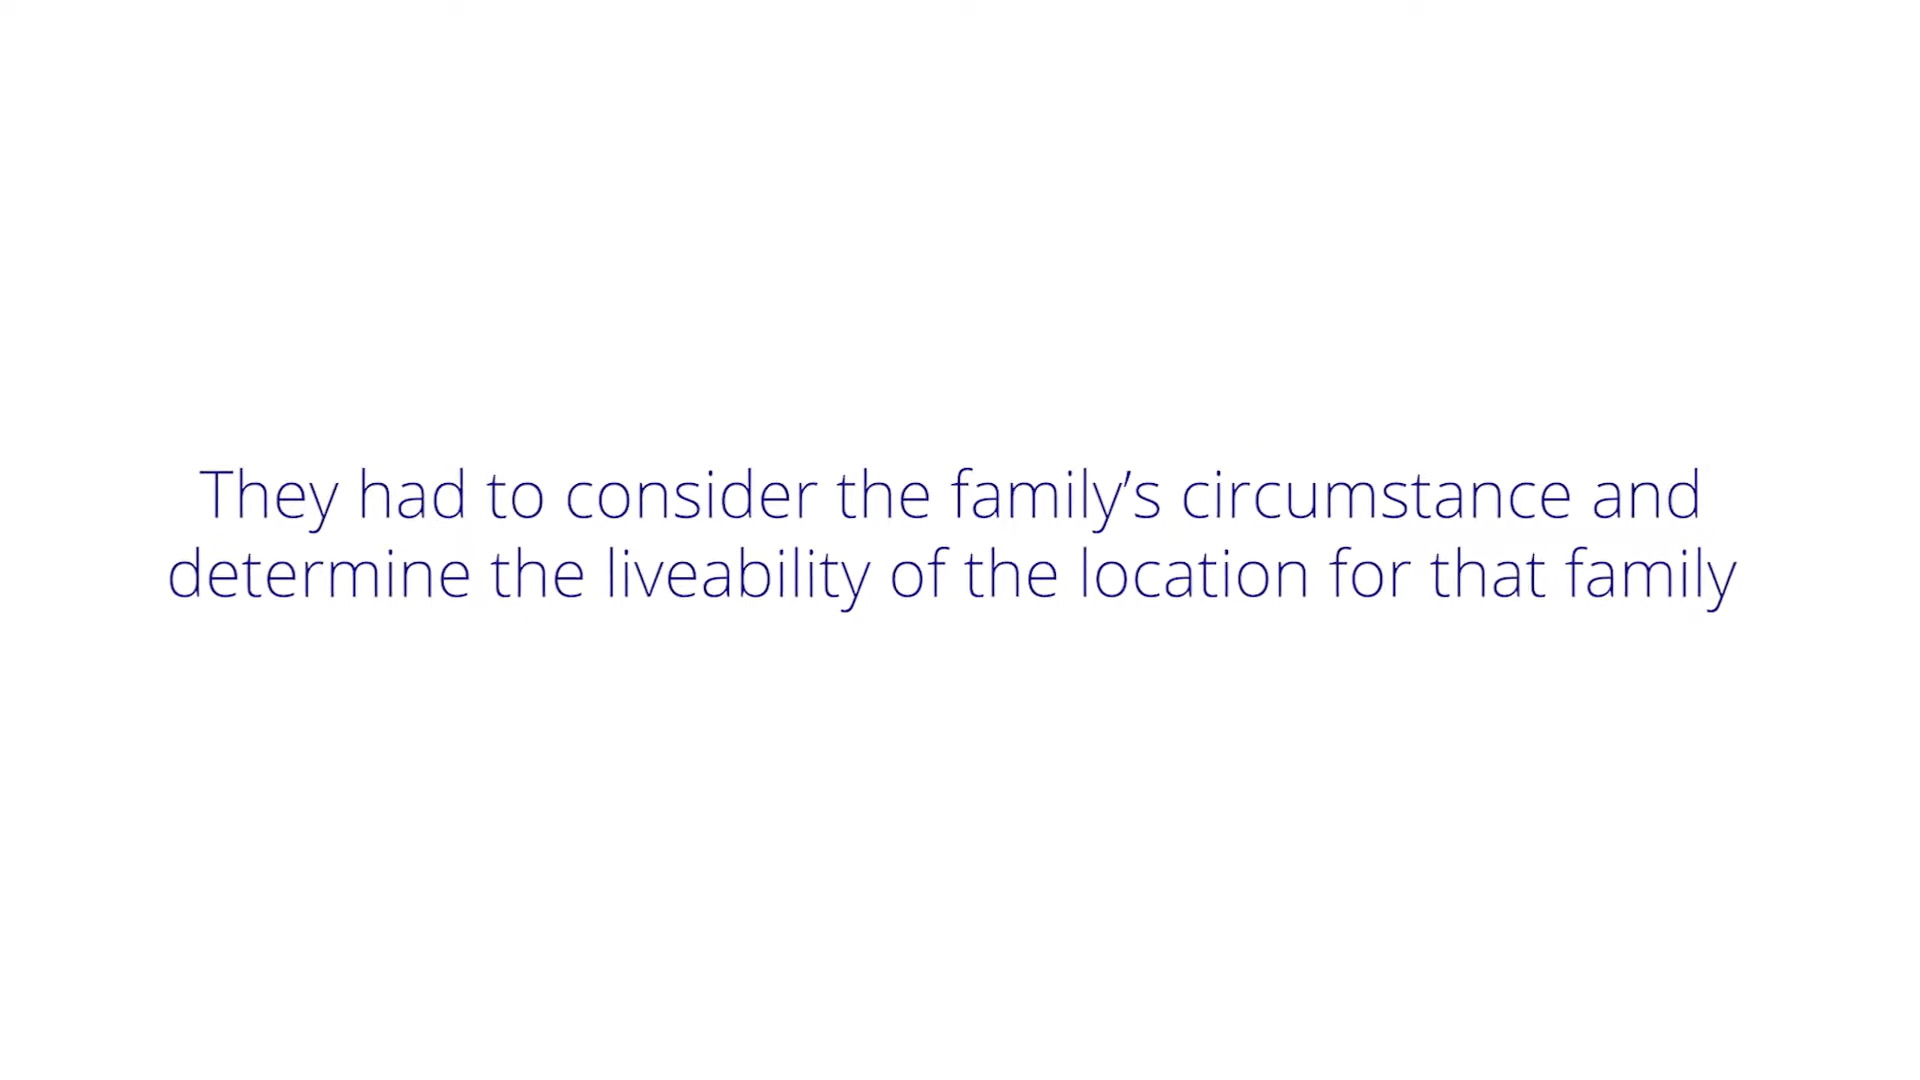 They had to consider the family’s circumstance and
determine the liveability of the location for that family